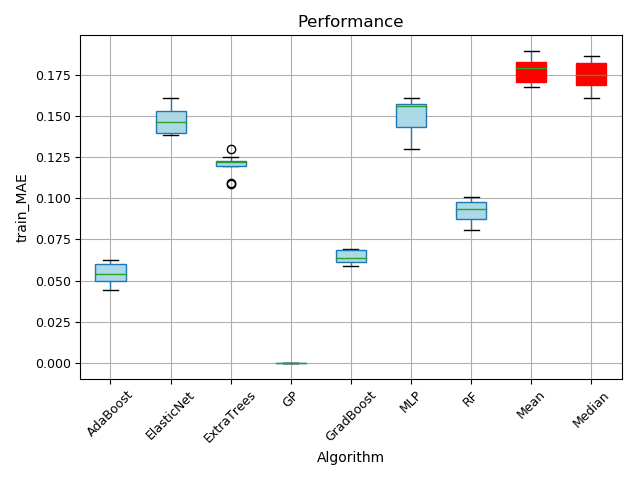 Performance
train_MAE
0.175
0.150
0.125
0.100
0.075
0.050
0.025
0.000
AdaBoost
ElasticNet
ExtraTrees
GP
GradBoost
MLP
RF
Mean
Median
Algorithm